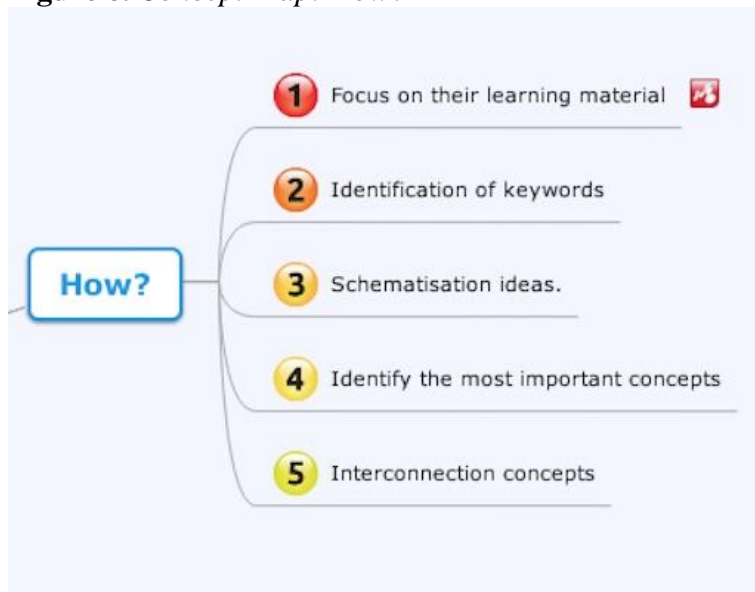 How?
1 Focus on their learning material
2 Identification of keywords
3 Schematisation ideas.
4 Identify the most important concepts
5 Interconnection concepts